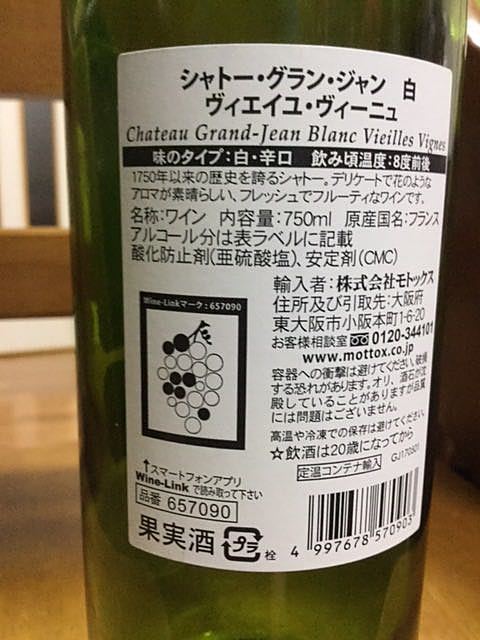 シャトー・グラン・ジャン 白
ヴィエイユ・ヴィーニュ
Chateau Grand-Jean Blanc Vieilles Vignes
味のタイプ:白・辛口 飲み頃温度:8度前後
1750年以来の歴史を誇るシャトー。デリケートで花のような
アロマが素晴らしい、フレッシュでフルーティなワインです。
名称:ワイン 内容量:750ml 原産国名:フランス
アルコール分は表ラベルに記載
酸化防止剤(亜硫酸塩)、安定剤(CMC)
輸入者:株式会社モトックス
住所及び引取先:大阪府
東大阪市小阪本町1-6-20
お客様相談室 0120-344101
www.mottox.co.jp
容器への衝撃は避けてください。破損
する恐れがあります。オリ、酒石が沈
殿していることがありますが品質
には問題はございません。
高温や冷凍での保存は避けてください。
☆飲酒は20歳になってから
定温コンテナ輸入 GJ170501
Wine-Linkマーク:657090
↑スマートフォンアプリ
Wine-Link で読み取って下さい
品番 657090
果実酒 プラ 栓
4 997678 570903